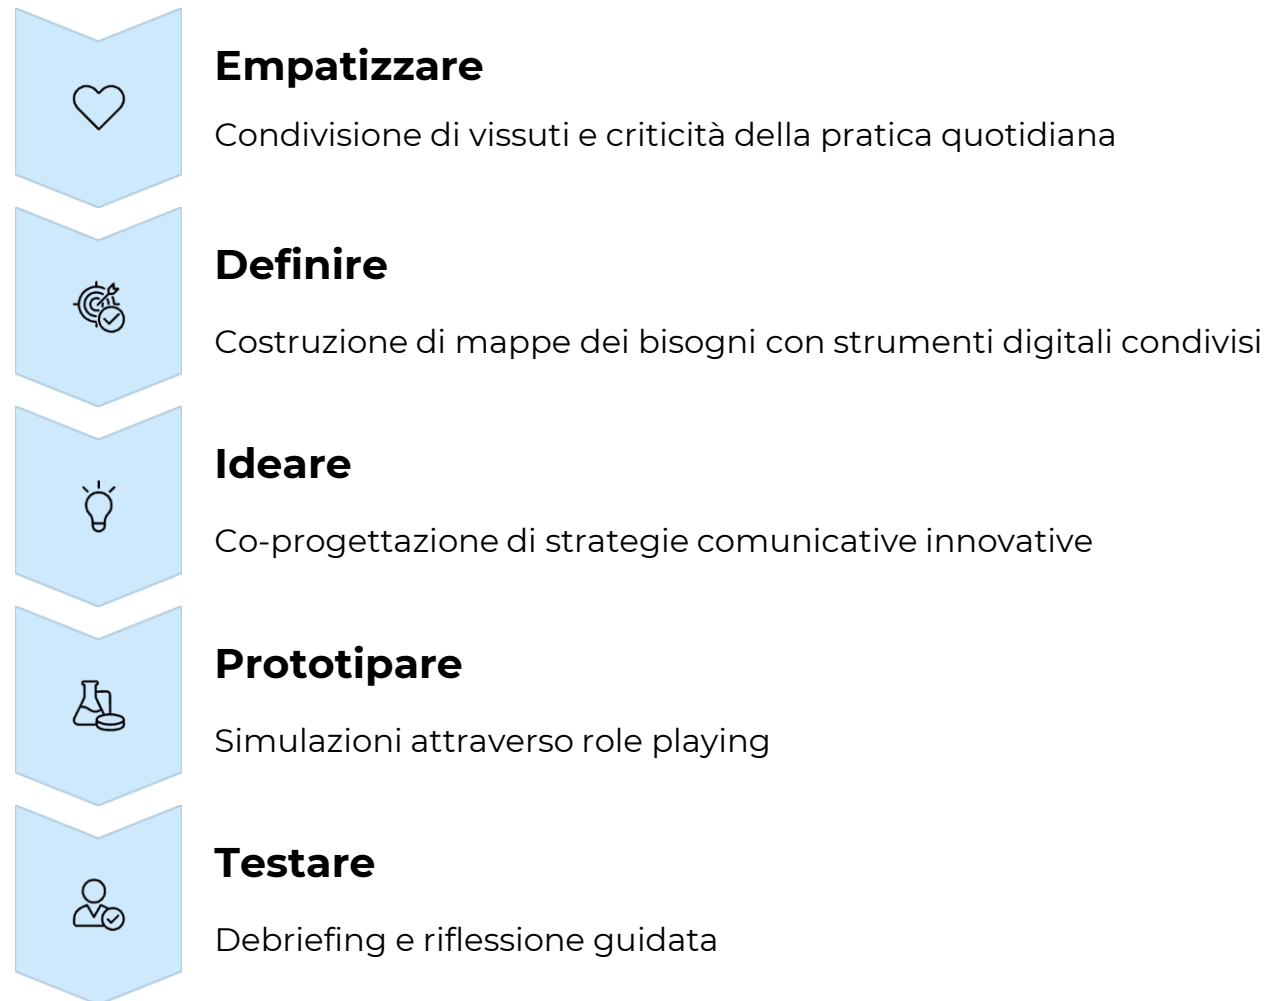 Empatizzare
Condivisione di vissuti e criticità della pratica quotidiana
Definire
Costruzione di mappe dei bisogni con strumenti digitali condivisi
Ideare
Co-progettazione di strategie comunicative innovative
Prototipare
Simulazioni attraverso role playing
Testare
Debriefing e riflessione guidata